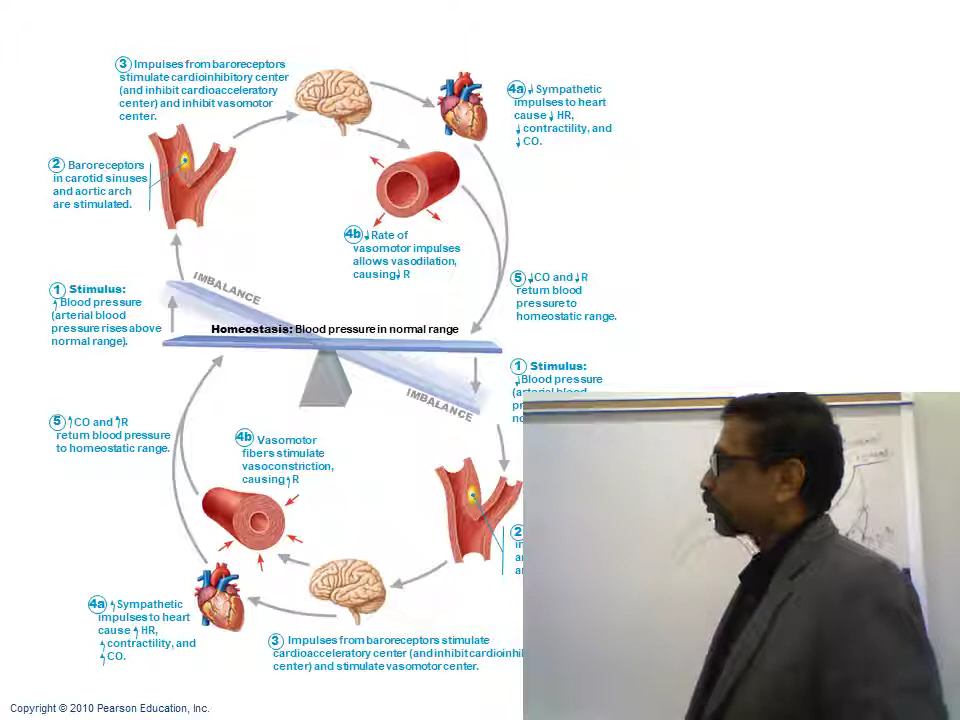 3 Impulses from baroreceptors
stimulate cardioinhibitory center
(and inhibit cardioacceleratory
center) and inhibit vasomotor
center.
4a Sympathetic
impulses to heart
cause HR,
contractility, and
CO.
2 Baroreceptors
in carotid sinuses
and aortic arch
are stimulated.
4b Rate of
vasomotor impulses
allows vasodilation,
causing R
5 CO and R
return blood
pressure to
homeostatic range.
1 Stimulus:
Blood pressure
(arterial blood
pressure rises above
normal range).
IMBALANCE
Homeostasis: Blood pressure in normal range
IMBALANCE
1 Stimulus:
Blood pressure
(arterial blood
5 CO and R
return blood pressure
to homeostatic range.
4b Vasomotor
fibers stimulate
vasoconstriction,
causing R
2
4a Sympathetic
impulses to heart
cause HR,
contractility, and
CO.
3 Impulses from baroreceptors stimulate
cardioacceleratory center (and inhibit cardioinhi
center) and stimulate vasomotor center.
Copyright © 2010 Pearson Education, Inc.